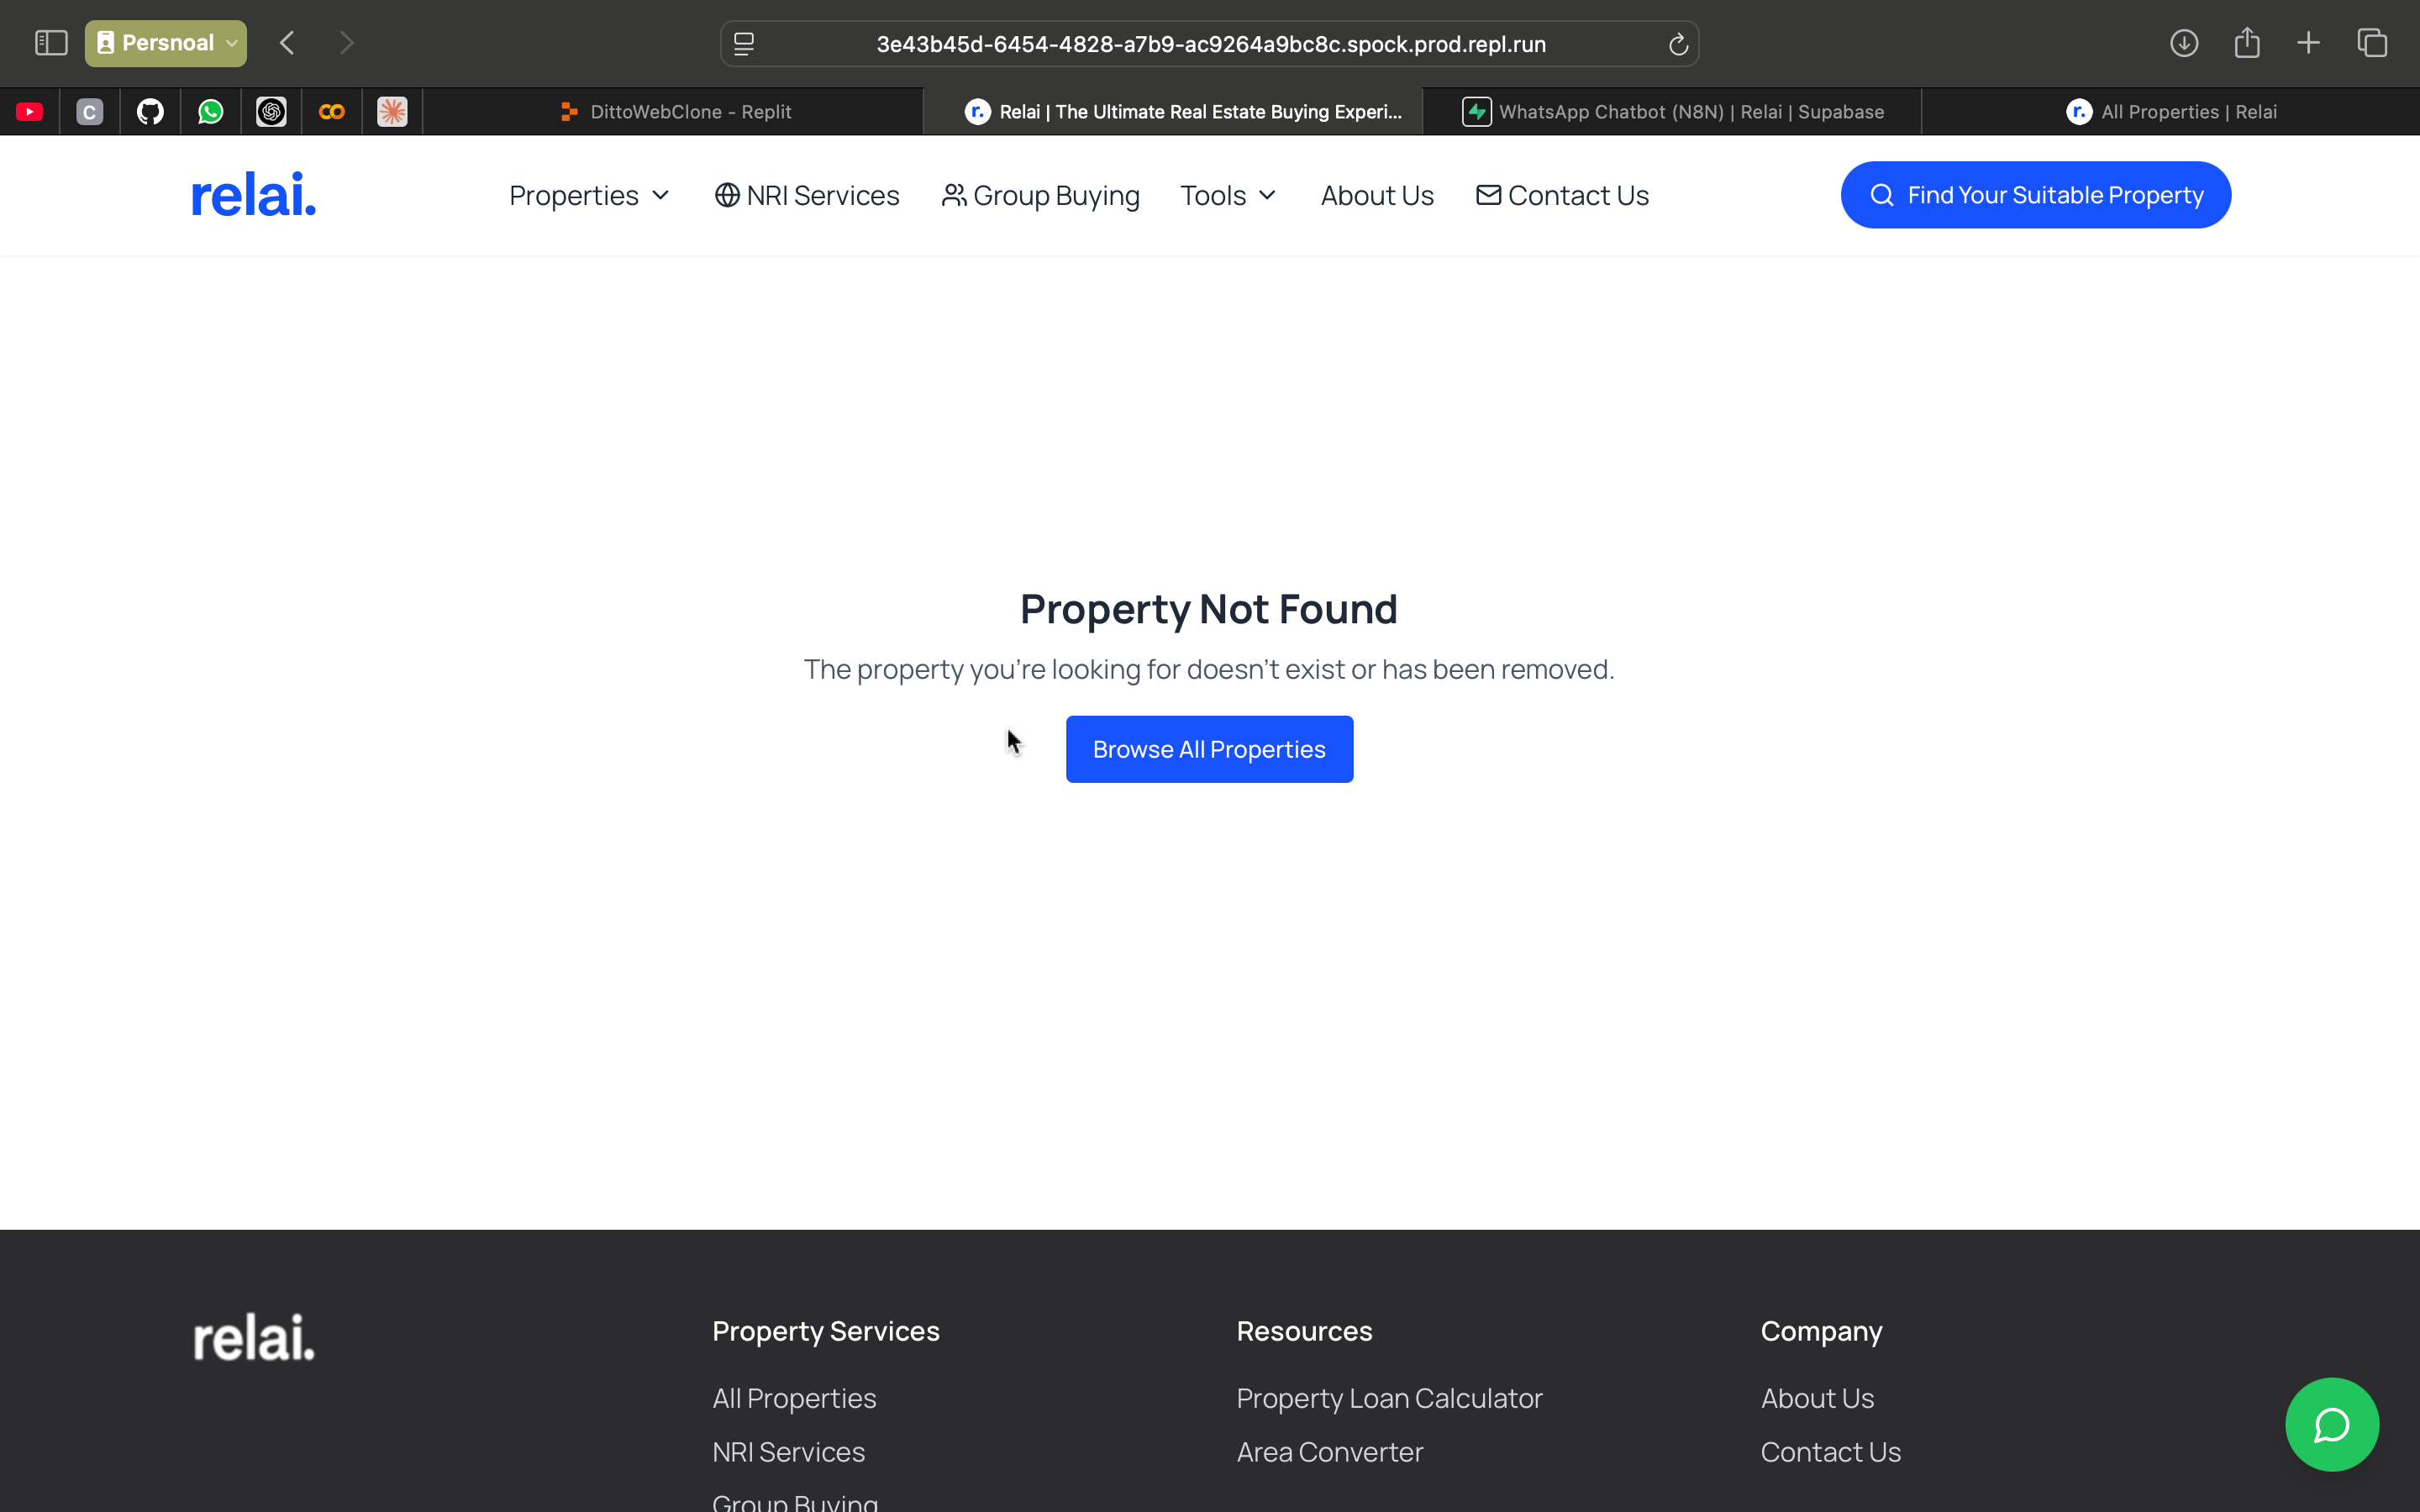 Persnoal
3e43b45d-6454-4828-a7b9-ac9264a9bc8c.spock.prod.repl.run
C
DittoWebClone - Replit
r.
Relai | The Ultimate Real Estate Buying Experi...
WhatsApp Chatbot (N8N) | Relai | Supabase
r.
All Properties | Relai
relai.
Properties
NRI Services
Group Buying
Tools
About Us
Contact Us
Find Your Suitable Property
Property Not Found
The property you're looking for doesn't exist or has been removed.
Browse All Properties
relai.
Property Services
All Properties
NRI Services
Group Buying
Resources
Property Loan Calculator
Area Converter
Company
About Us
Contact Us